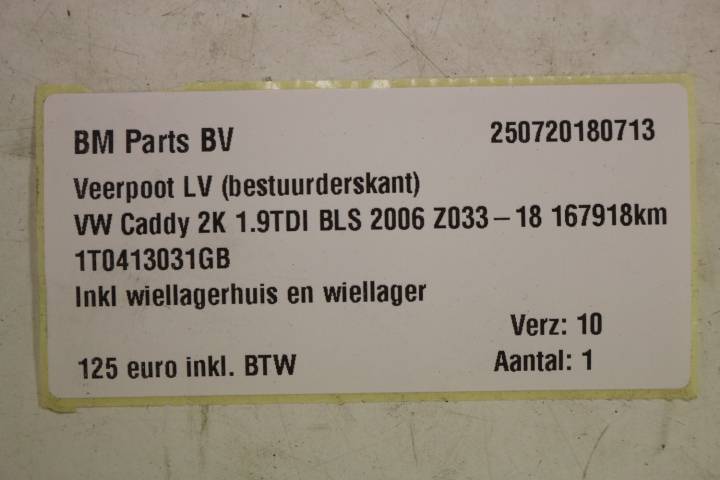 BM Parts BV 250720180713
Veerpoot LV (bestuurderskant)
VW Caddy 2K 1.9TDI BLS 2006 Z033-18 167918km
1T0413031GB
Inkl wiellagerhuis en wiellager
Verz: 10
125 euro inkl. BTW Aantal: 1